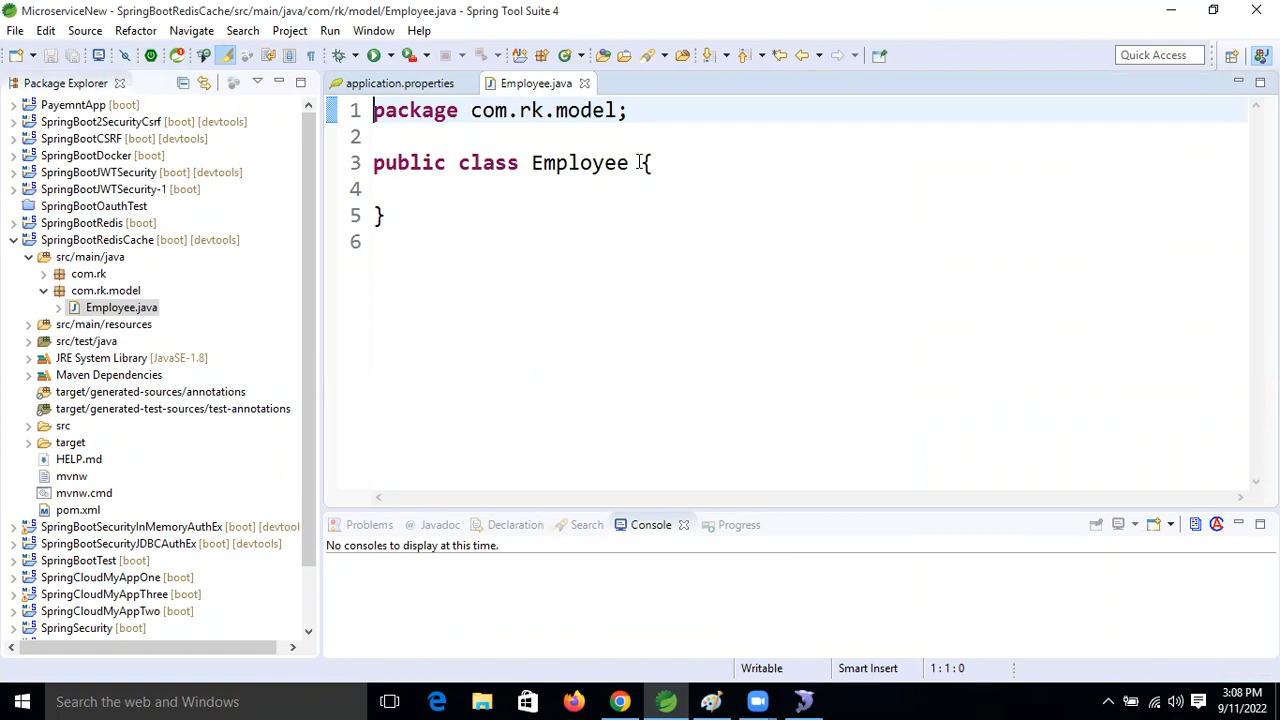 MicroserviceNew - SpringBootRedisCache/src/main/java/com/rk/model/Employee.java - Spring Tool Suite 4
File Edit Source Refactor Navigate Search Project Run Window Help
Quick Access
Package Explorer
application.properties
Employee.java
PayemntApp [boot]
SpringBoot2SecurityCsrf [boot] [devtools]
SpringBootCSRF [boot] [devtools]
SpringBootDocker [boot]
SpringBootJWTSecurity [boot] [devtools]
SpringBootJWTSecurity-1 [boot] [devtools]
SpringBootOauthTest
SpringBootRedis [boot]
SpringBootRedisCache [boot] [devtools]
src/main/java
com.rk
com.rk.model
Employee.java
src/main/resources
src/test/java
JRE System Library [JavaSE-1.8]
Maven Dependencies
target/generated-sources/annotations
target/generated-test-sources/test-annotations
src
target
HELP.md
mvnw
mvnw.cmd
pom.xml
SpringBootSecurityInMemoryAuthEx [boot] [devtool
SpringBootSecurityJDBCAuthEx [boot] [devtools]
SpringBootTest [boot]
SpringCloudMyAppOne [boot]
SpringCloudMyAppThree [boot]
SpringCloudMyAppTwo [boot]
SpringSecurity [boot]
1 package com.rk.model;
2
3 public class Employee {
4
5 }
6
Problems Javadoc Declaration Search Console Progress
No consoles to display at this time.
Writable Smart Insert 1 : 1 : 0
Search the web and Windows
3:08 PM
9/11/2022